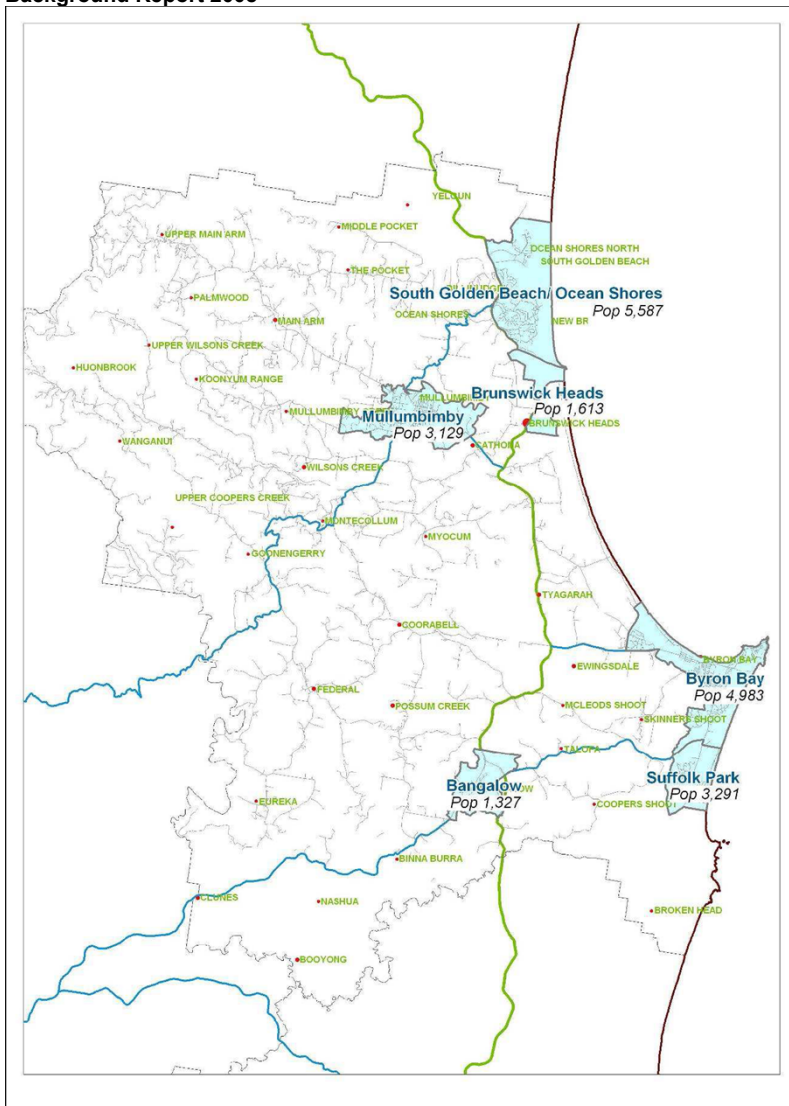 YELGUN
MIDDLE POCKET
UPPER MAIN ARM
OCEAN SHORES NORTH
SOUTH GOLDEN BEACH
THE POCKET
South Golden Beach/ Ocean Shores
Pop 5,587
PALMWOOD
OCEAN SHORES
NEW BR
MAIN ARM
UPPER WILSONS CREEK
HUONBROOK
KOONYUM RANGE
Brunswick Heads
Pop 1,613
BRUNSWICK HEADS
MULLUMBIMBY
Mullumbimby
Pop 3,129
WANGANUI
CATHONA
WILSONS CREEK
UPPER COOPERS CREEK
MONTECOLLUM
MYOCUM
GOONENGERRY
TYAGARAH
COORABELL
BYRON BAY
EWINGSDALE
Byron Bay
Pop 4,983
FEDERAL
POSSUM CREEK
MCLEODS SHOOT
SKINNERS SHOOT
TALOFA
Bangalow
Pop 1,327
Suffolk Park
Pop 3,291
EUREKA
COOPERS SHOOT
BINNA BURRA
CLUNES
NASHUA
BROKEN HEAD
BOOYONG